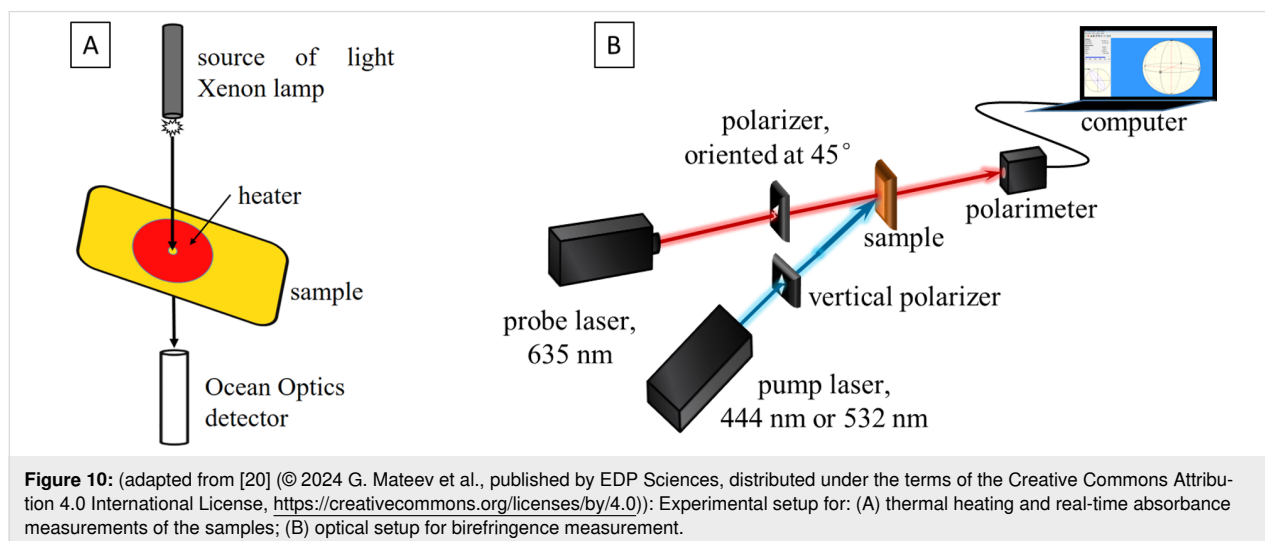 A
source of light
Xenon lamp
heater
sample
Ocean Optics
detector
B
polarizer,
oriented at 45°
computer
polarimeter
sample
vertical polarizer
probe laser,
635 nm
pump laser,
444 nm or 532 nm
Figure 10: (adapted from [20] (© 2024 G. Mateev et al., published by EDP Sciences, distributed under the terms of the Creative Commons Attribu-
tion 4.0 International License, https://creativecommons.org/licenses/by/4.0)): Experimental setup for: (A) thermal heating and real-time absorbance
measurements of the samples; (B) optical setup for birefringence measurement.